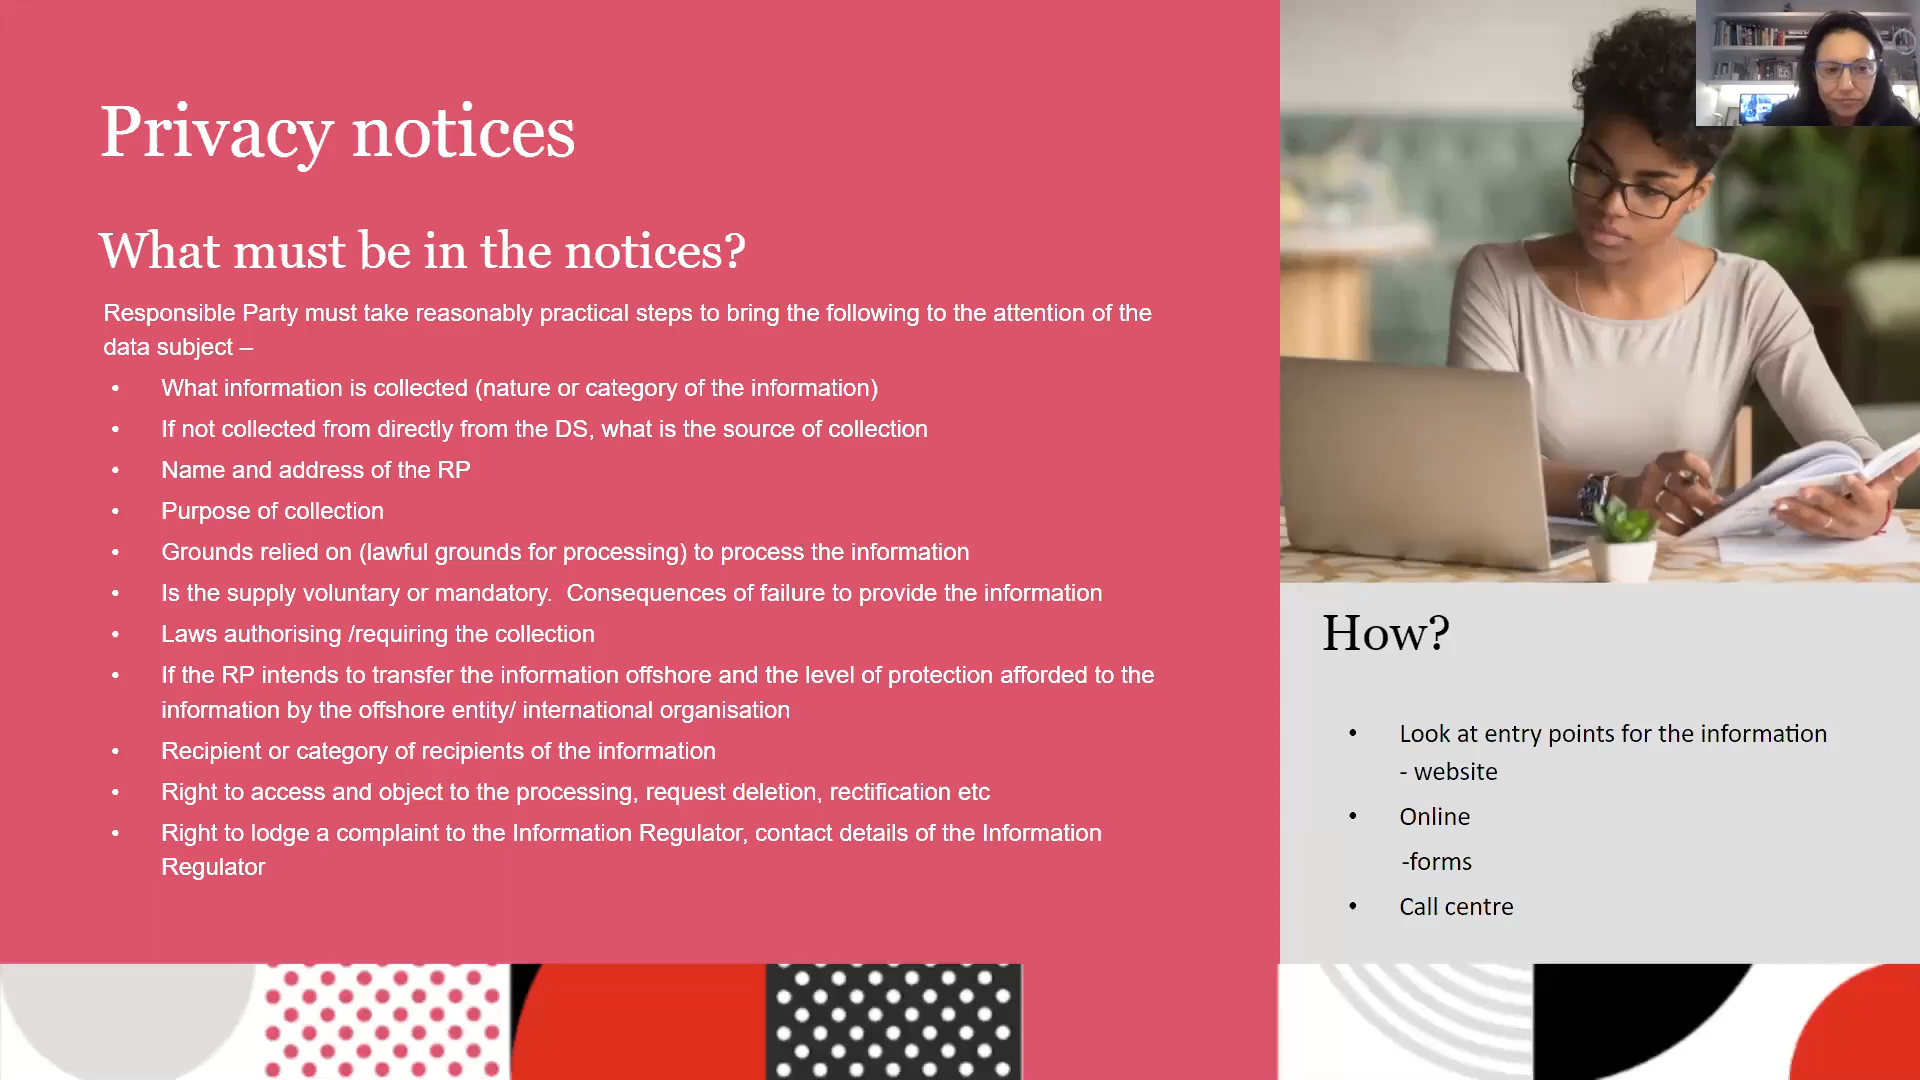 Privacy notices
What must be in the notices?
Responsible Party must take reasonably practical steps to bring the following to the attention of the
data subject –
• What information is collected (nature or category of the information)
• If not collected from directly from the DS, what is the source of collection
• Name and address of the RP
• Purpose of collection
• Grounds relied on (lawful grounds for processing) to process the information
• Is the supply voluntary or mandatory.  Consequences of failure to provide the information
• Laws authorising /requiring the collection
• If the RP intends to transfer the information offshore and the level of protection afforded to the
information by the offshore entity/ international organisation
• Recipient or category of recipients of the information
• Right to access and object to the processing, request deletion, rectification etc
• Right to lodge a complaint to the Information Regulator, contact details of the Information
Regulator
How?
• Look at entry points for the information
- website
• Online
-forms
• Call centre